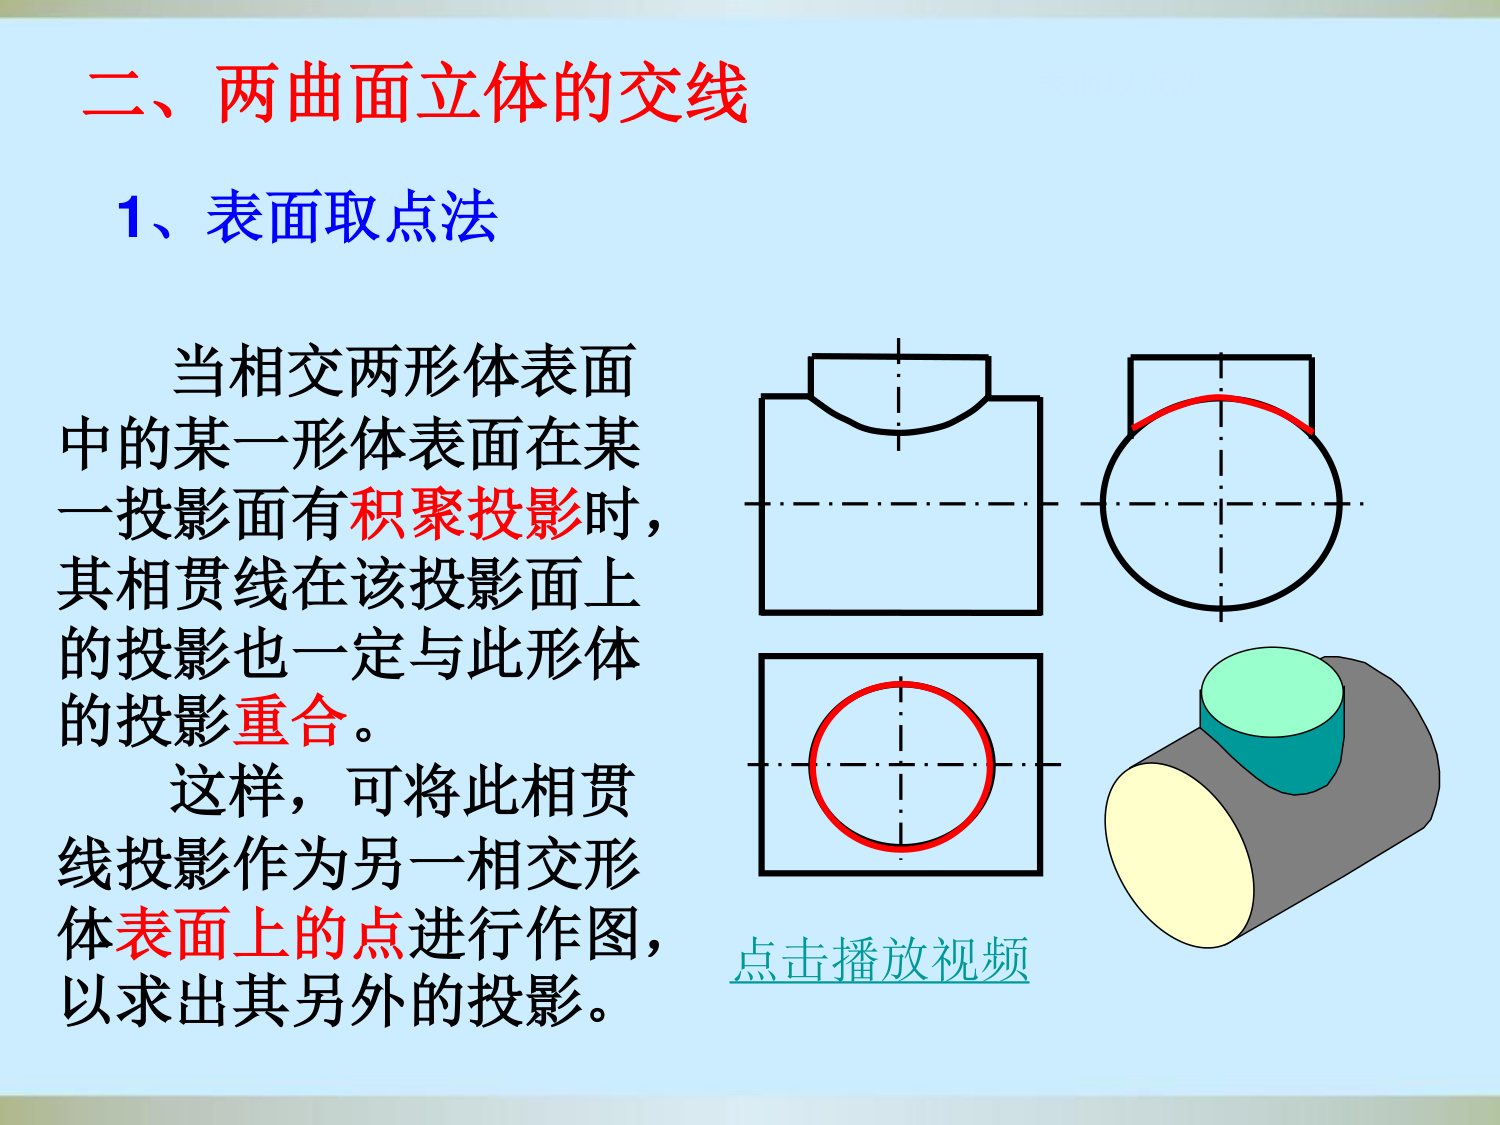 二、两曲面立体的交线
1、表面取点法
当相交两形体表面
中的某一形体表面在某
一投影面有积聚投影时，
其相贯线在该投影面上
的投影也一定与此形体
的投影重合。
这样，可将此相贯
线投影作为另一相交形
体表面上的点进行作图，
以求出其另外的投影。
点击播放视频